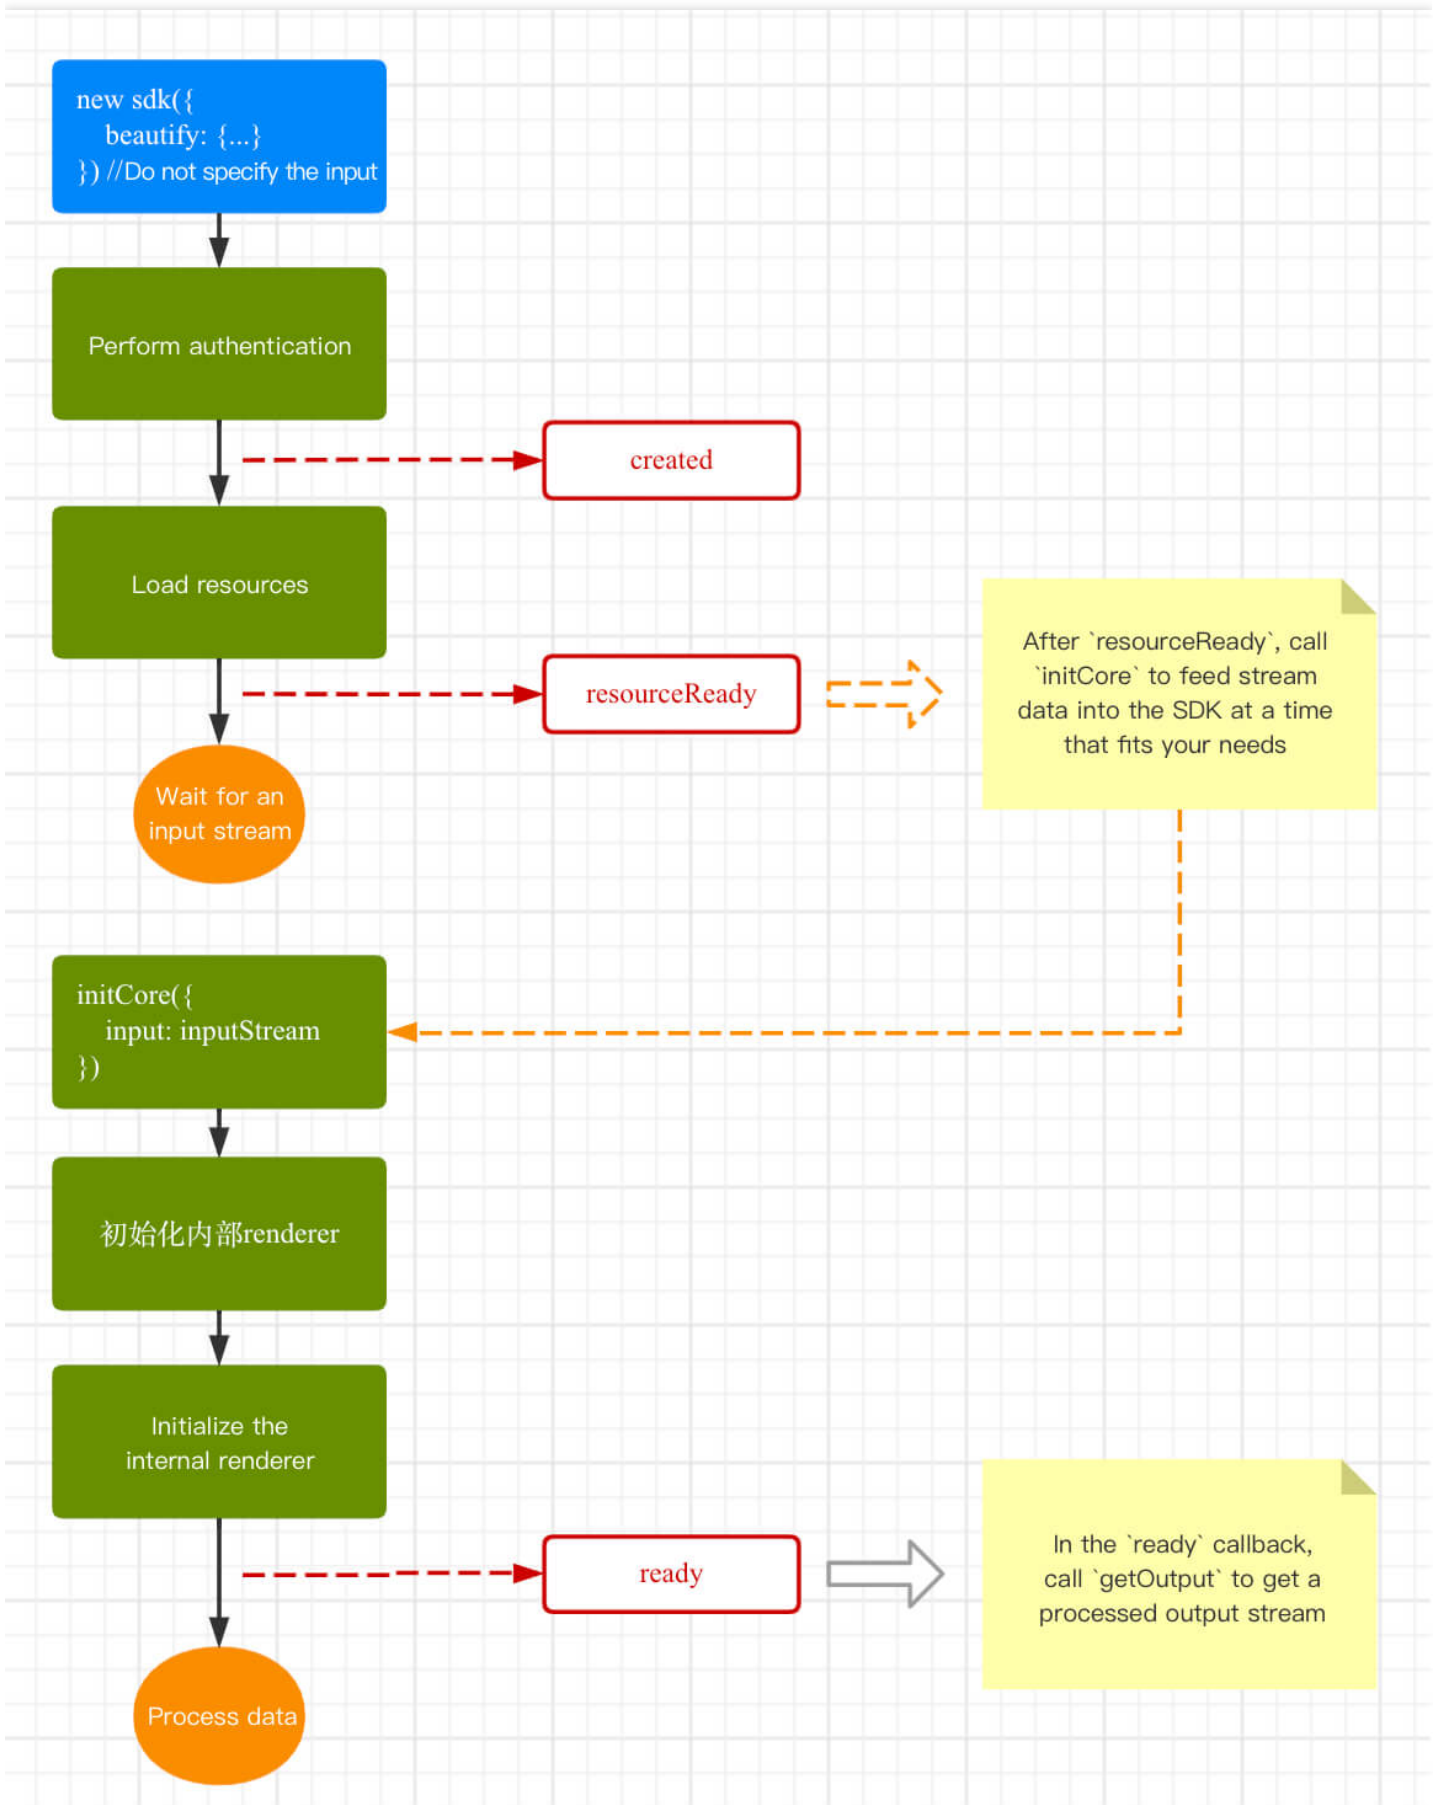 new sdk({
beautify: {...}
}) //Do not specify the input
Perform authentication
created
Load resources
resourceReady
After `resourceReady`, call
`initCore` to feed stream
data into the SDK at a time
that fits your needs
Wait for an
input stream
initCore({
input: inputStream
})
初始化内部renderer
Initialize the
internal renderer
ready
In the `ready` callback,
call `getOutput` to get a
processed output stream
Process data